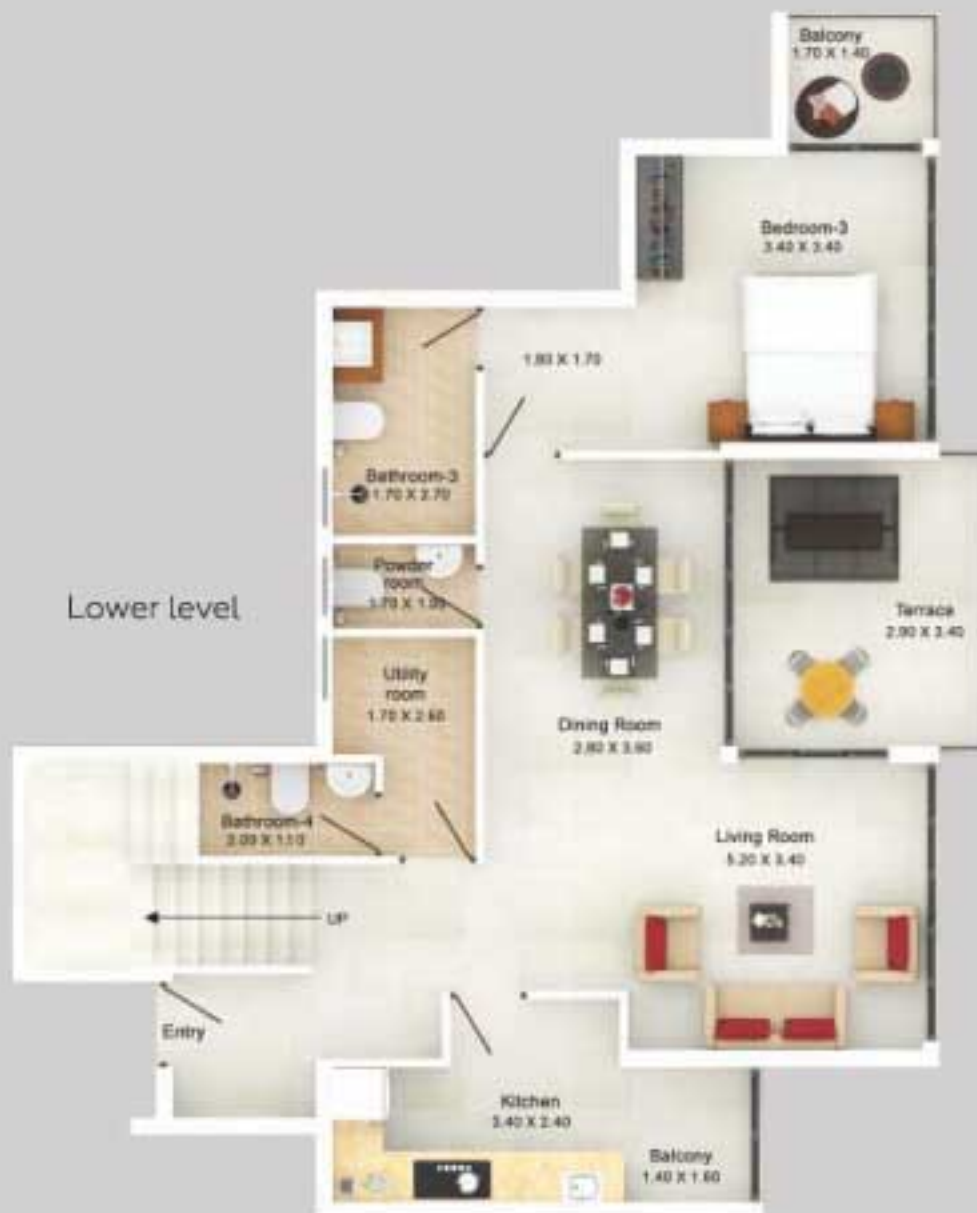 Balcony
1.70 X 1.40
Bedroom-3
3.40 X 3.40
1.80 X 1.70
Bathroom-3
1.70 X 2.70
Powder
room
Lower level
Terrace
2.90 X 3.40
Utility
room
1.70 X 2.60
Dining Room
2.80 X 3.60
Bathroom-4
Living Room
5.20 X 3.40
UP
Entry
Kitchen
3.40 X 2.40
Balcony
1.40 X 1.60